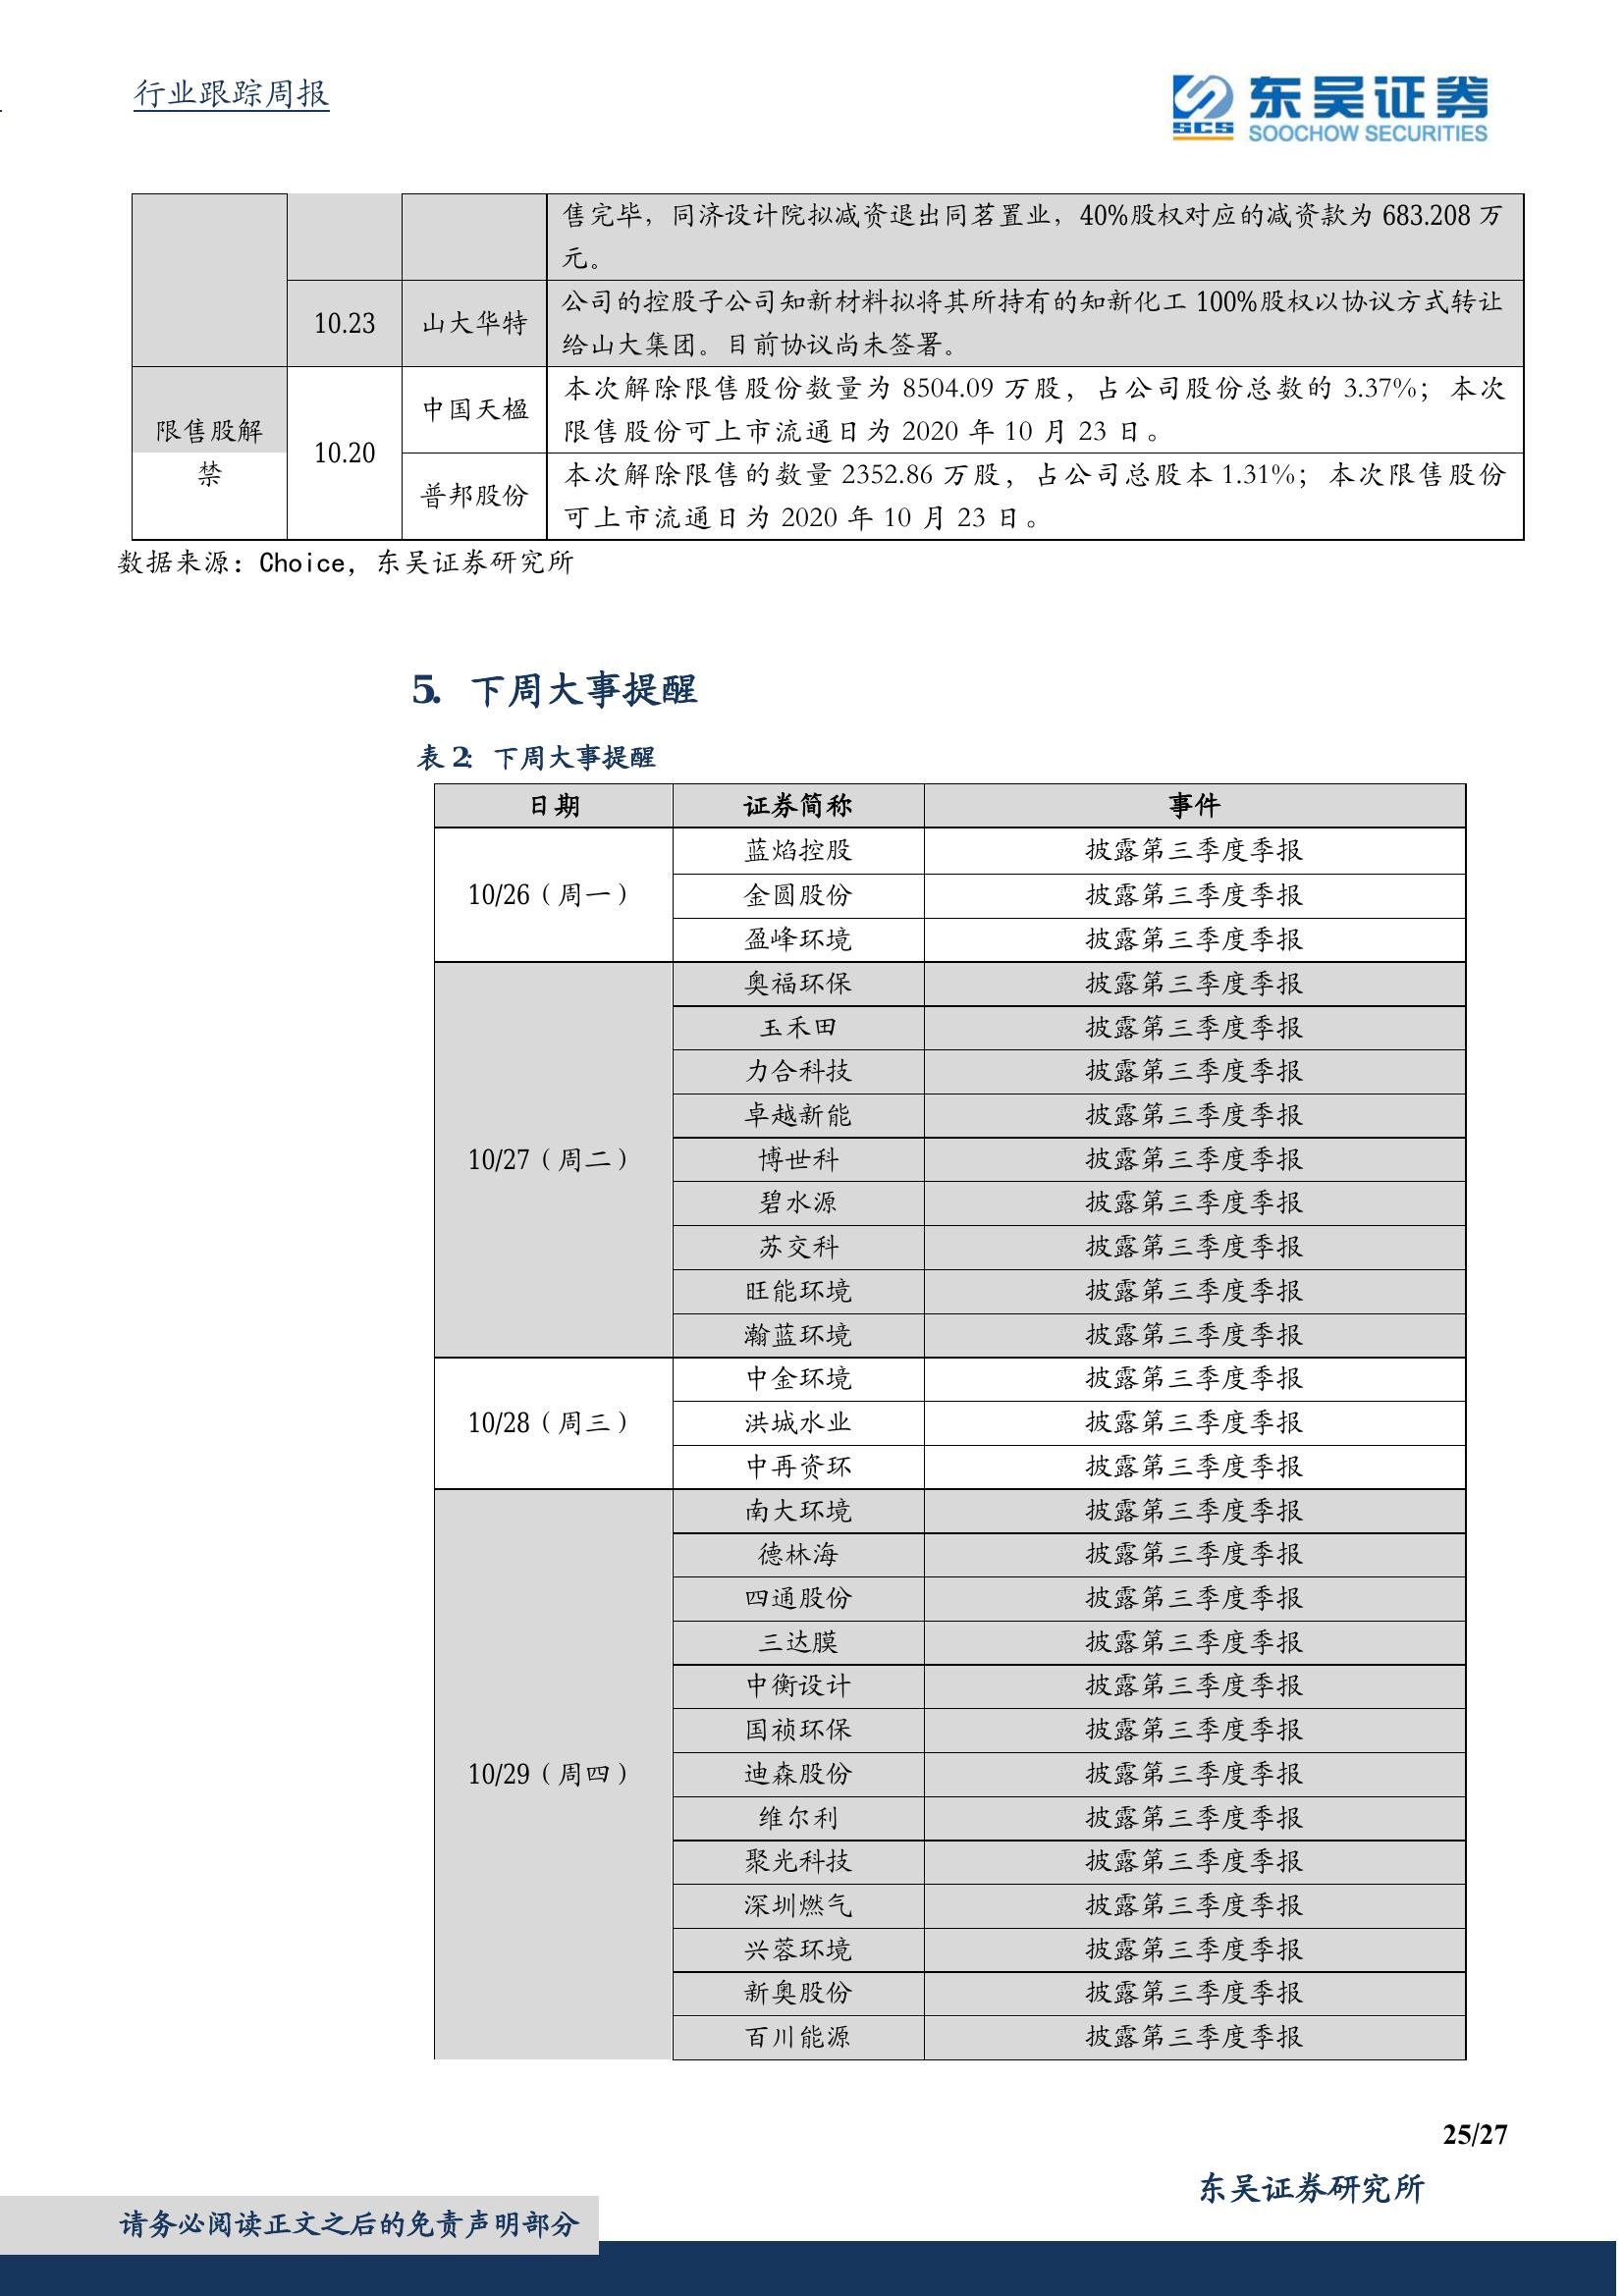 行业跟踪周报
SCS 东吴证券
SOOCHOW SECURITIES
售完毕，同济设计院拟减资退出同茗置业，40%股权对应的减资款为 683.208 万
元。
10.23 山大华特 公司的控股子公司知新材料拟将其所持有的知新化工 100%股权以协议方式转让
给山大集团。目前协议尚未签署。
限售股解
禁
10.20
中国天楹 本次解除限售股份数量为 8504.09 万股，占公司股份总数的 3.37%；本次
限售股份可上市流通日为 2020 年 10 月 23 日。
普邦股份 本次解除限售的数量 2352.86 万股，占公司总股本 1.31%；本次限售股份
可上市流通日为 2020 年 10 月 23 日。
数据来源：Choice，东吴证券研究所
5. 下周大事提醒
表 2： 下周大事提醒
日期 证券简称 事件
10/26（周一）
蓝焰控股 披露第三季度季报
金圆股份 披露第三季度季报
盈峰环境 披露第三季度季报
10/27（周二）
奥福环保 披露第三季度季报
玉禾田 披露第三季度季报
力合科技 披露第三季度季报
卓越新能 披露第三季度季报
博世科 披露第三季度季报
碧水源 披露第三季度季报
苏交科 披露第三季度季报
旺能环境 披露第三季度季报
瀚蓝环境 披露第三季度季报
10/28（周三）
中金环境 披露第三季度季报
洪城水业 披露第三季度季报
中再资环 披露第三季度季报
10/29（周四）
南大环境 披露第三季度季报
德林海 披露第三季度季报
四通股份 披露第三季度季报
三达膜 披露第三季度季报
中衡设计 披露第三季度季报
国祯环保 披露第三季度季报
迪森股份 披露第三季度季报
维尔利 披露第三季度季报
聚光科技 披露第三季度季报
深圳燃气 披露第三季度季报
兴蓉环境 披露第三季度季报
新奥股份 披露第三季度季报
百川能源 披露第三季度季报
25/27
东吴证券研究所
请务必阅读正文之后的免责声明部分